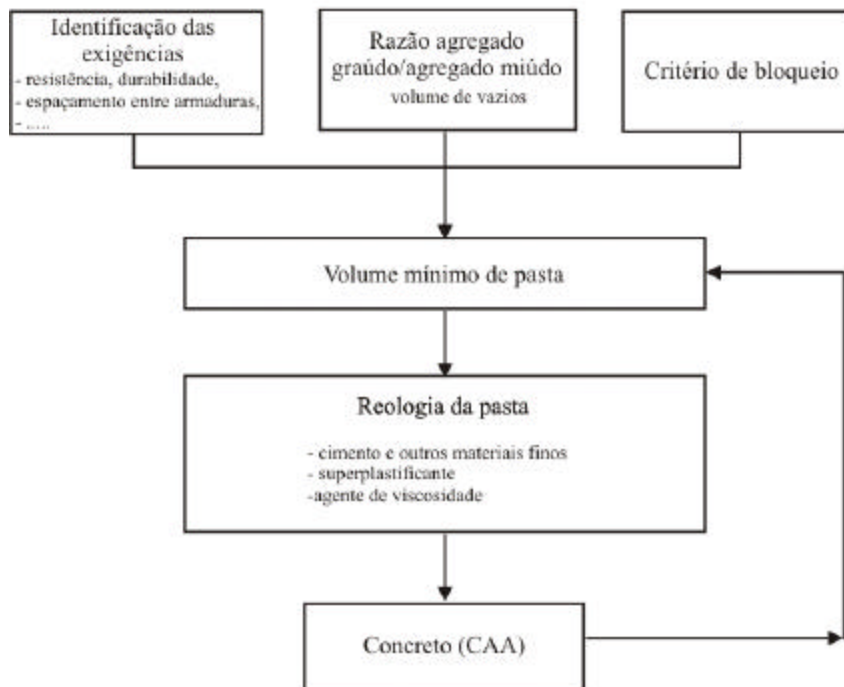 Identificação das
exigências
- resistência, durabilidade,
- espaçamento entre armaduras,
- .....
Razão agregado
graúdo/agregado miúdo
volume de vazios
Critério de bloqueio
Volume mínimo de pasta
Reologia da pasta
- cimento e outros materiais finos
- superplastificante
-agente de viscosidade
Concreto (CAA)